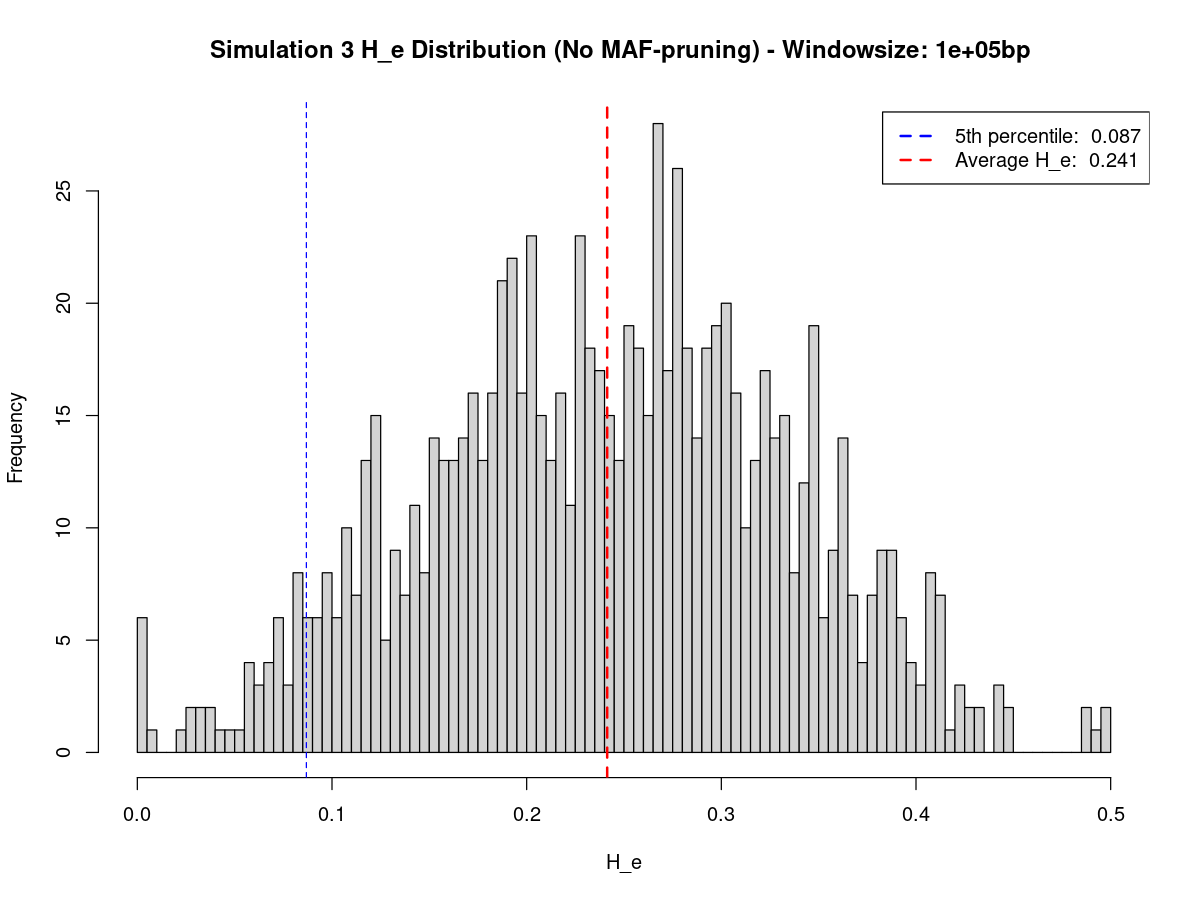 Simulation 3 H_e Distribution (No MAF-pruning) - Windowsize: 1e+05bp
5th percentile: 0.087
Average H_e: 0.241
Frequency
25
20
15
10
5
0
0.0 0.1 0.2 0.3 0.4 0.5
H_e